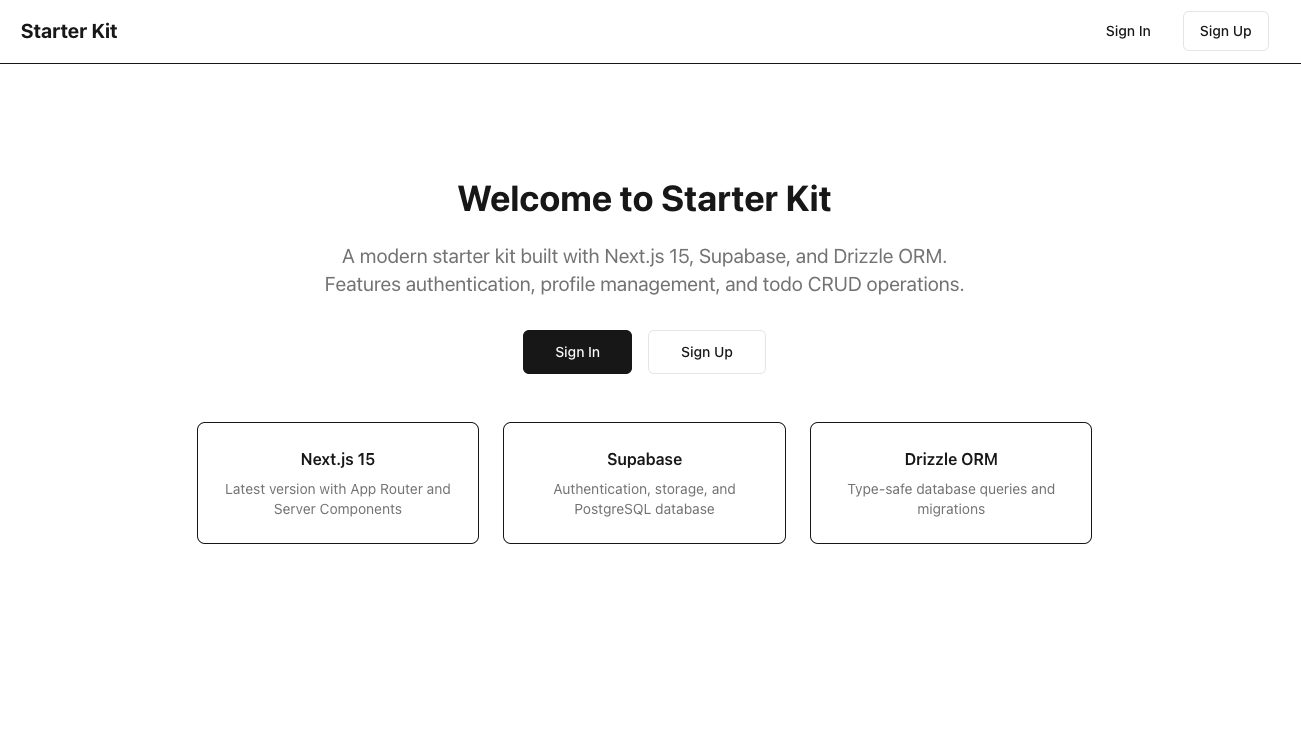 Starter Kit
Sign In
Sign Up
Welcome to Starter Kit
A modern starter kit built with Next.js 15, Supabase, and Drizzle ORM.
Features authentication, profile management, and todo CRUD operations.
Sign In
Sign Up
Next.js 15
Latest version with App Router and
Server Components
Supabase
Authentication, storage, and
PostgreSQL database
Drizzle ORM
Type-safe database queries and
migrations